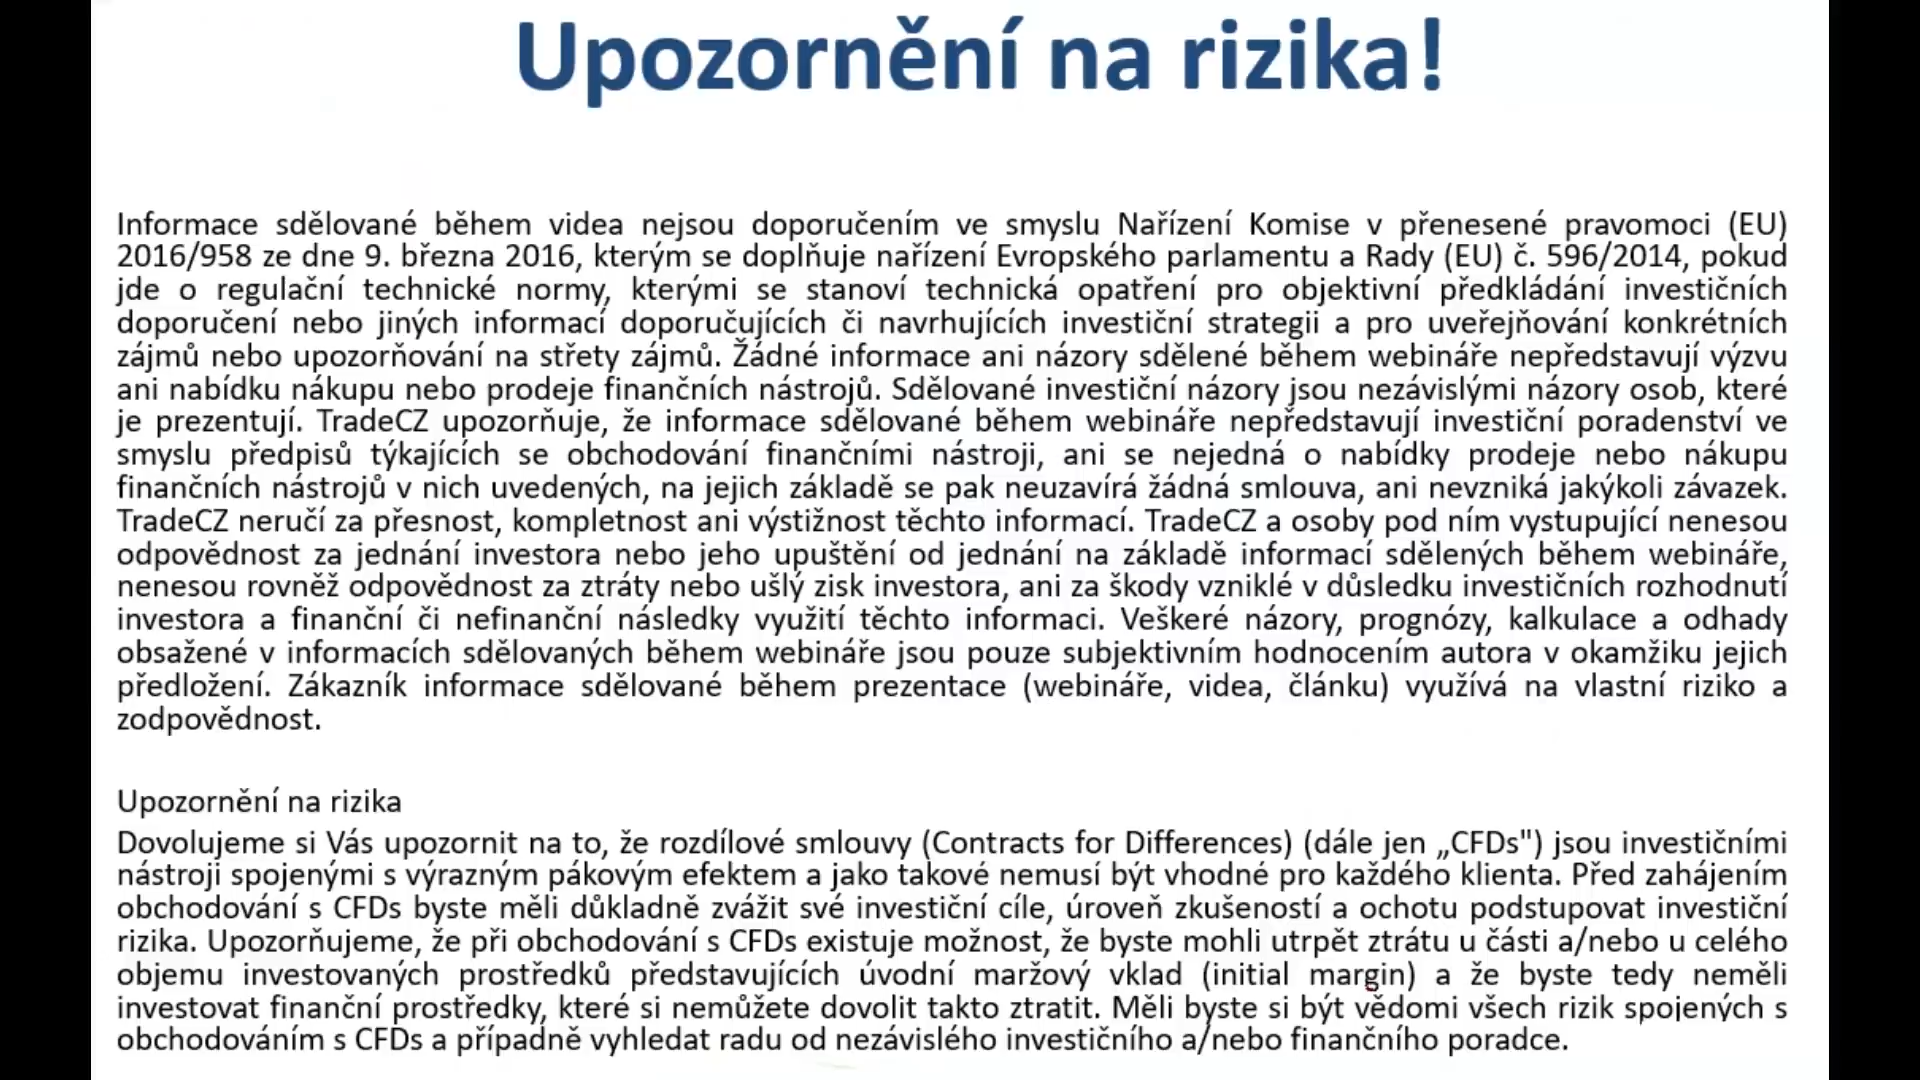 Upozornění na rizika!
Informace sdělované během videa nejsou doporučením ve smyslu Nařízení Komise v přenesené pravomoci (EU)
2016/958 ze dne 9. března 2016, kterým se doplňuje nařízení Evropského parlamentu a Rady (EU) č. 596/2014, pokud
jde o regulační technické normy, kterými se stanoví technická opatření pro objektivní předkládání investičních
doporučení nebo jiných informací doporučujících či navrhujících investiční strategii a pro uveřejňování konkrétních
zájmů nebo upozorňování na střety zájmů. Žádné informace ani názory sdělené během webináře nepředstavují výzvu
ani nabídku nákupu nebo prodeje finančních nástrojů. Sdělované investiční názory jsou nezávislými názory osob, které
je prezentují. TradeCZ upozorňuje, že informace sdělované během webináře nepředstavují investiční poradenství ve
smyslu předpisů týkajících se obchodování finančními nástroji, ani se nejedná o nabídky prodeje nebo nákupu
finančních nástrojů v nich uvedených, na jejich základě se pak neuzavírá žádná smlouva, ani nevzniká jakýkoli závazek.
TradeCZ neručí za přesnost, kompletnost ani výstižnost těchto informací. TradeCZ a osoby pod ním vystupující nenesou
odpovědnost za jednání investora nebo jeho upuštění od jednání na základě informací sdělených během webináře,
nenesou rovněž odpovědnost za ztráty nebo ušlý zisk investora, ani za škody vzniklé v důsledku investičních rozhodnutí
investora a finanční či nefinanční následky využití těchto informaci. Veškeré názory, prognózy, kalkulace a odhady
obsažené v informacích sdělovaných během webináře jsou pouze subjektivním hodnocením autora v okamžiku jejich
předložení. Zákazník informace sdělované během prezentace (webináře, videa, článku) využívá na vlastní riziko a
zodpovědnost.
Upozornění na rizika
Dovolujeme si Vás upozornit na to, že rozdílové smlouvy (Contracts for Differences) (dále jen „CFDs") jsou investičními
nástroji spojenými s výrazným pákovým efektem a jako takové nemusí být vhodné pro každého klienta. Před zahájením
obchodování s CFDs byste měli důkladně zvážit své investiční cíle, úroveň zkušeností a ochotu podstupovat investiční
rizika. Upozorňujeme, že při obchodování s CFDs existuje možnost, že byste mohli utrpět ztrátu u části a/nebo u celého
objemu investovaných prostředků představujících úvodní maržový vklad (initial margin) a že byste tedy neměli
investovat finanční prostředky, které si nemůžete dovolit takto ztratit. Měli byste si být vědomi všech rizik spojených s
obchodováním s CFDs a případně vyhledat radu od nezávislého investičního a/nebo finančního poradce.